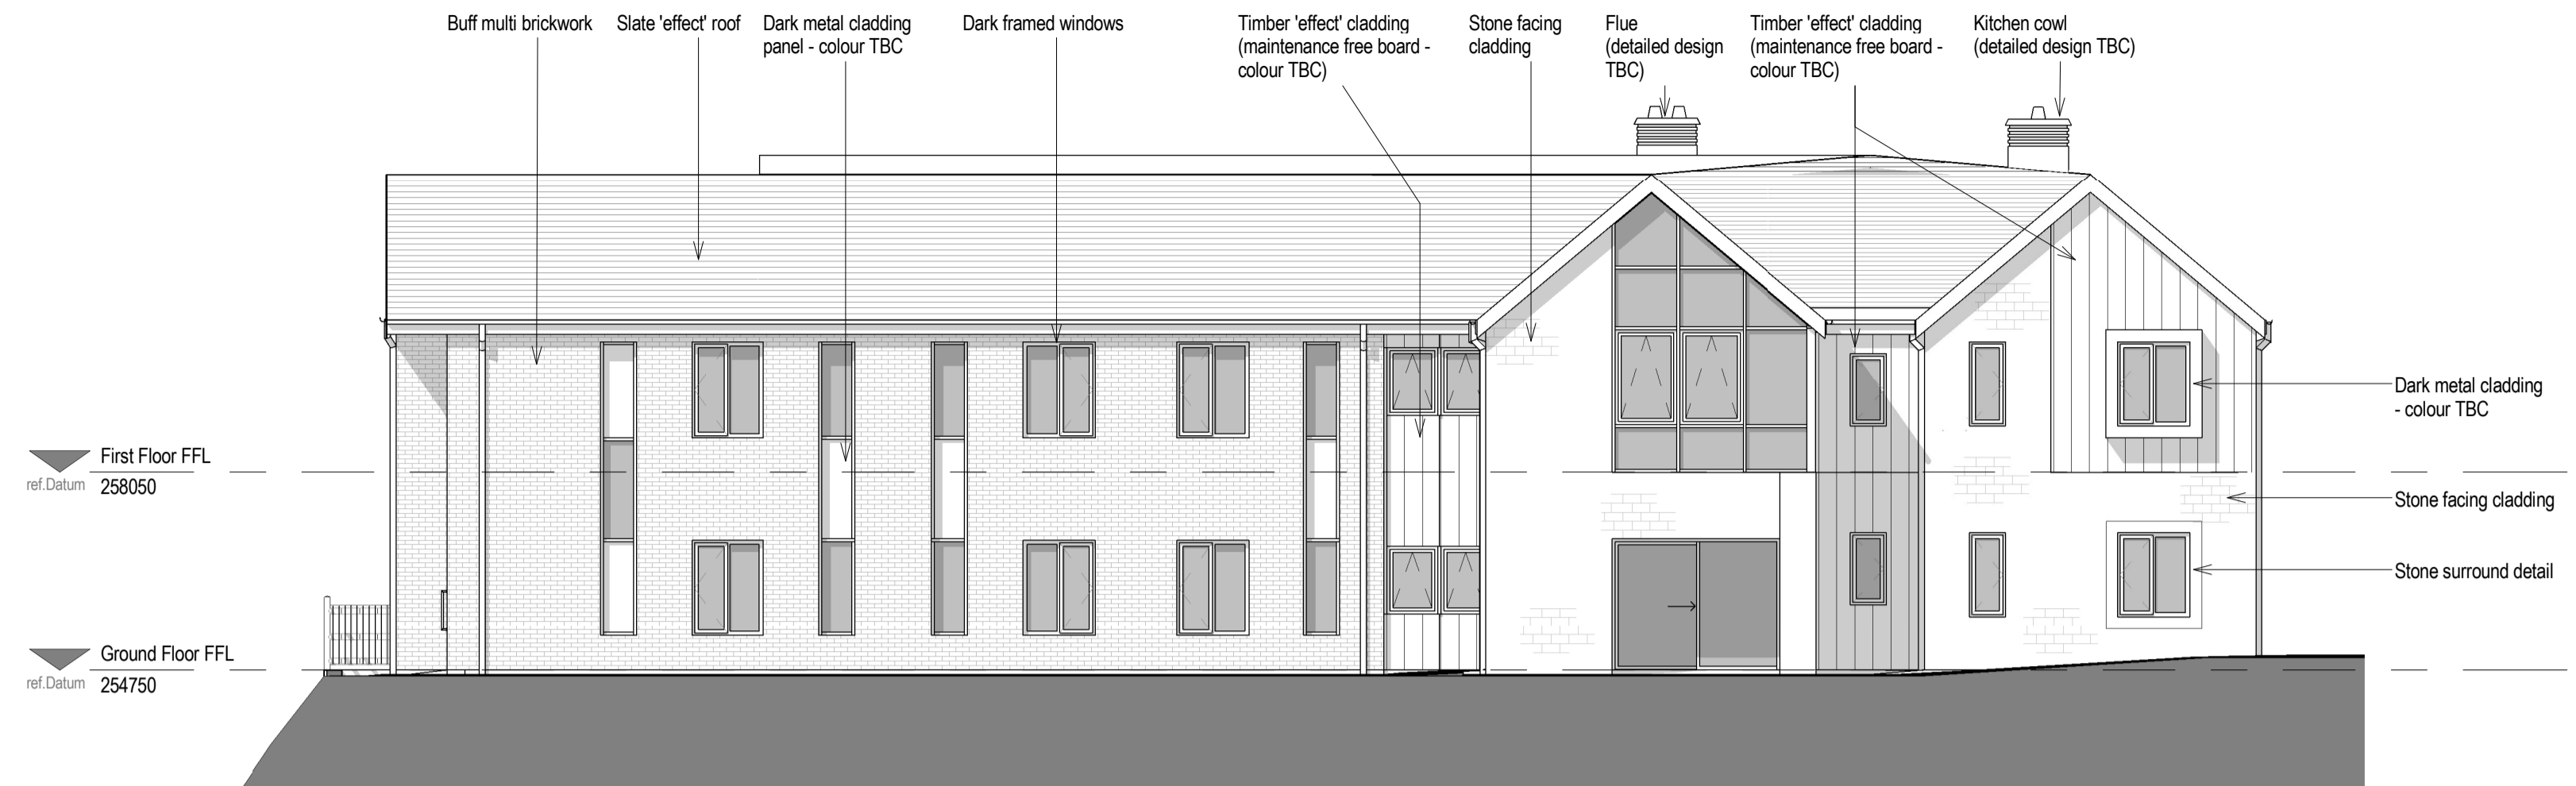 Buff multi brickwork
Slate 'effect' roof
Dark metal cladding
panel - colour TBC
Dark framed windows
Timber 'effect' cladding
(maintenance free board -
colour TBC)
Stone facing
cladding
Flue
(detailed design
TBC)
Timber 'effect' cladding
(maintenance free board -
colour TBC)
Kitchen cowl
(detailed design TBC)
Dark metal cladding
- colour TBC
First Floor FFL
ref.Datum 258050
Stone facing cladding
Stone surround detail
Ground Floor FFL
ref.Datum 254750